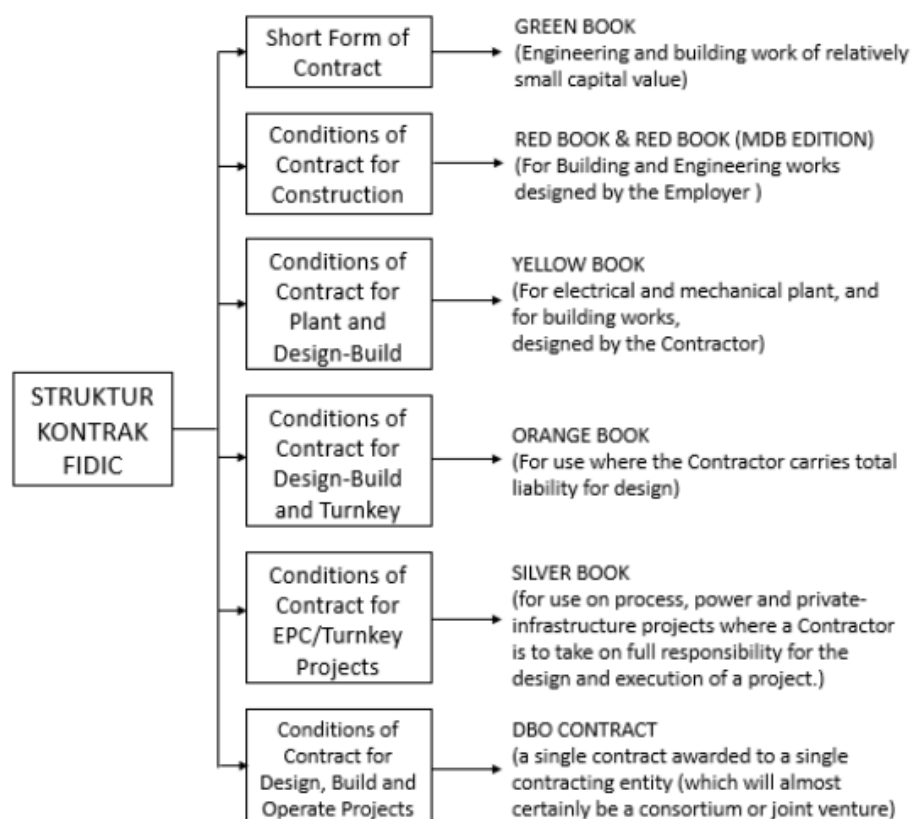 STRUKTUR
KONTRAK
FIDIC
Short Form of
Contract
GREEN BOOK
(Engineering and building work of relatively
small capital value)
Conditions of
Contract for
Construction
RED BOOK & RED BOOK (MDB EDITION)
(For Building and Engineering works
designed by the Employer )
Conditions of
Contract for
Plant and
Design-Build
YELLOW BOOK
(For electrical and mechanical plant, and
for building works,
designed by the Contractor)
Conditions of
Contract for
Design-Build
and Turnkey
ORANGE BOOK
(For use where the Contractor carries total
liability for design)
Conditions of
Contract for
EPC/Turnkey
Projects
SILVER BOOK
(for use on process, power and private-
infrastructure projects where a Contractor
is to take on full responsibility for the
design and execution of a project.)
Conditions of
Contract for
Design, Build and
Operate Projects
DBO CONTRACT
(a single contract awarded to a single
contracting entity (which will almost
certainly be a consortium or joint venture)